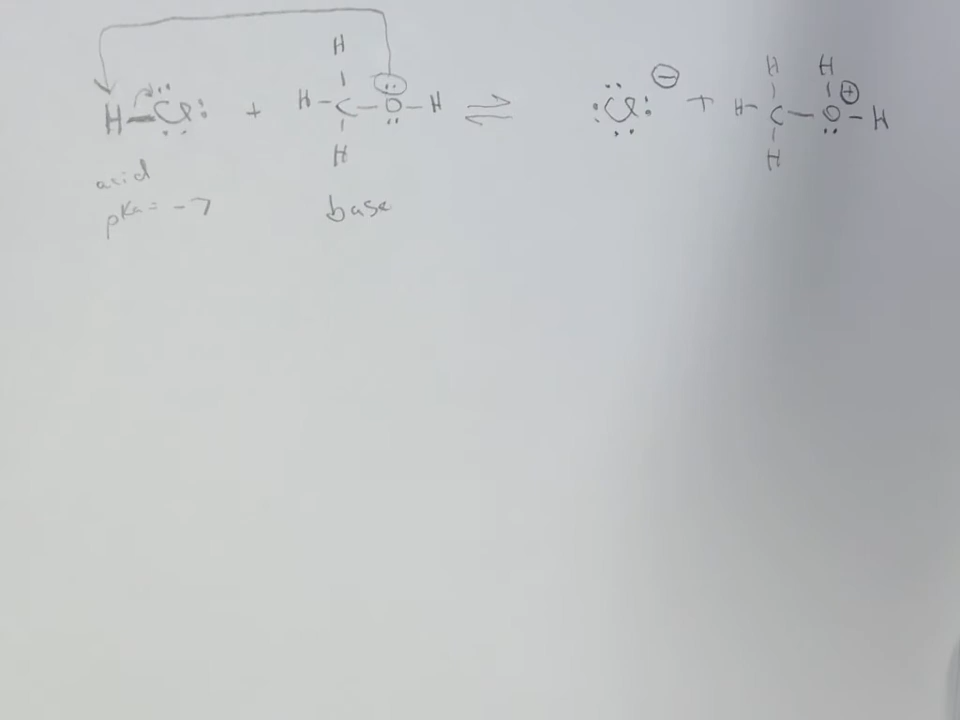 H-Cl: + H-C-O-H ⇌ :Cl: ⊖ + H-C-O-H
H H H H H ⊕
acid
pKa = -7
base